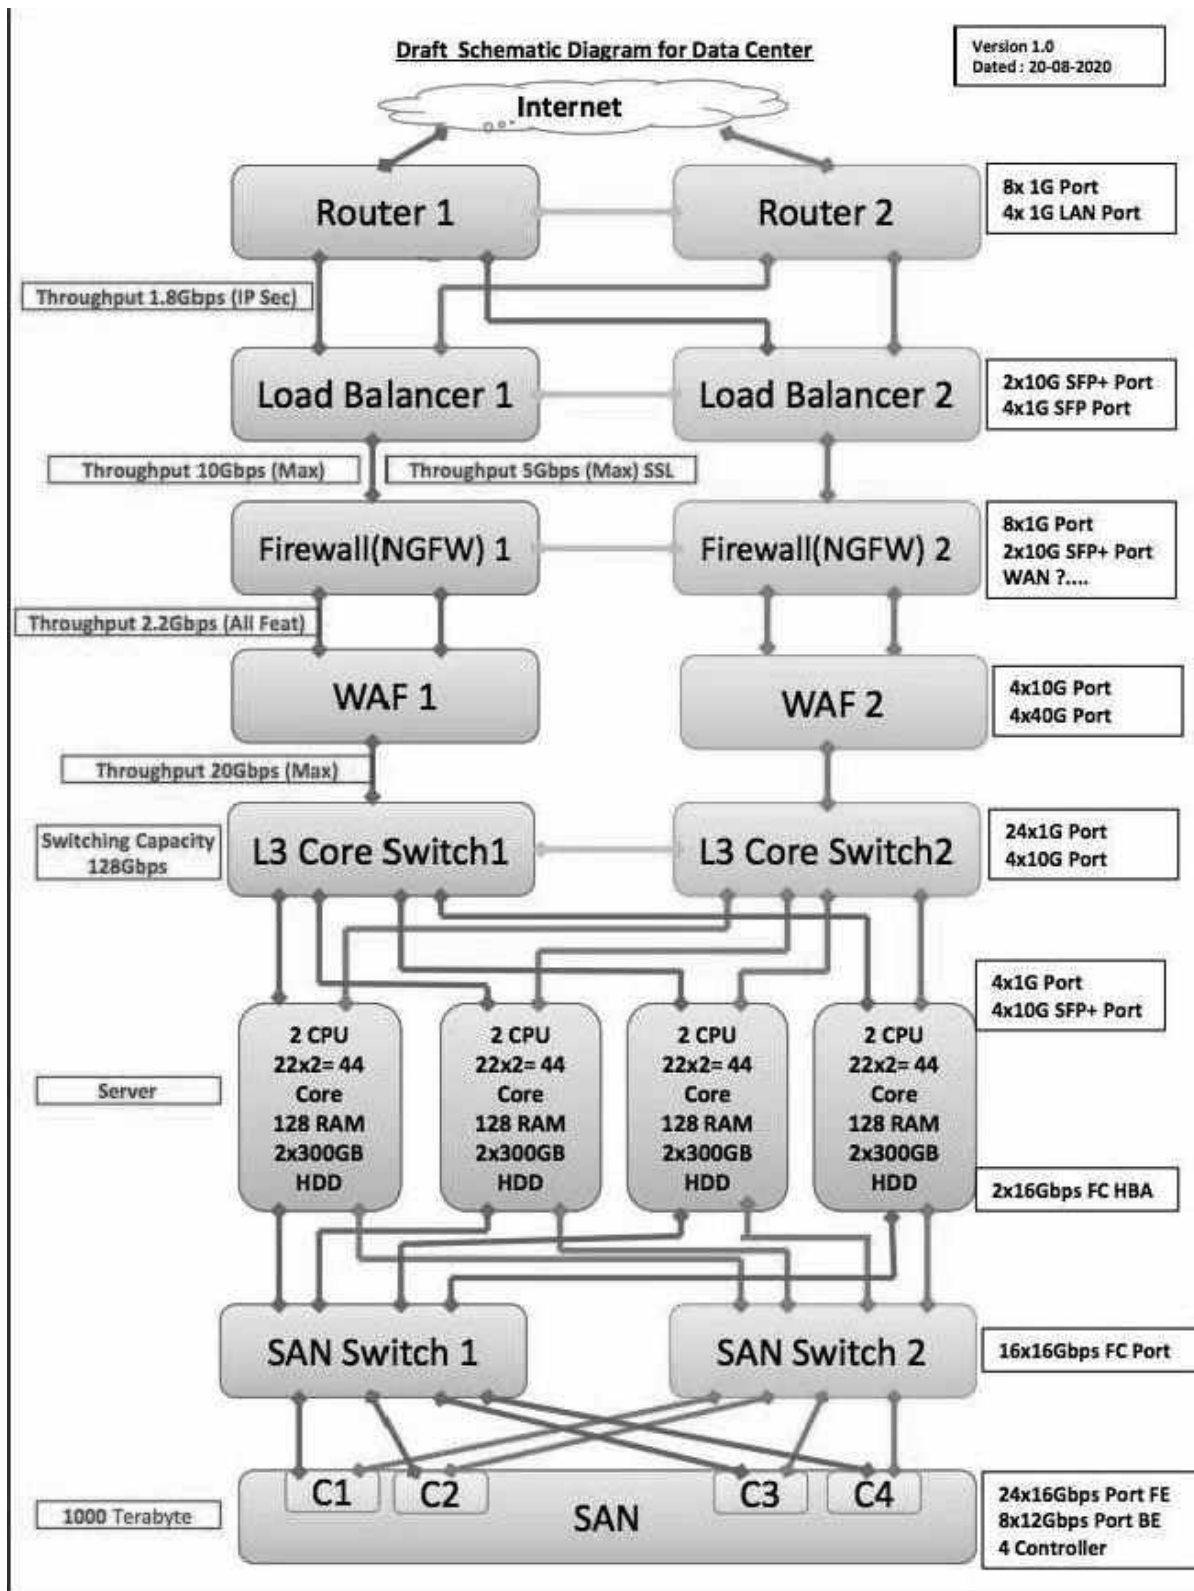 Draft Schematic Diagram for Data Center
Version 1.0
Dated : 20-08-2020
Internet
Router 1
Router 2
8x 1G Port
4x 1G LAN Port
Throughput 1.8Gbps (IP Sec)
Load Balancer 1
Load Balancer 2
2x10G SFP+ Port
4x1G SFP Port
Throughput 10Gbps (Max)
Throughput 5Gbps (Max) SSL
Firewall(NGFW) 1
Firewall(NGFW) 2
8x1G Port
2x10G SFP+ Port
WAN ?....
Throughput 2.2Gbps (All Feat)
WAF 1
WAF 2
4x10G Port
4x40G Port
Throughput 20Gbps (Max)
Switching Capacity
128Gbps
L3 Core Switch1
L3 Core Switch2
24x1G Port
4x10G Port
4x1G Port
4x10G SFP+ Port
Server
2 CPU
22x2= 44
Core
128 RAM
2x300GB
HDD
2 CPU
22x2= 44
Core
128 RAM
2x300GB
HDD
2 CPU
22x2= 44
Core
128 RAM
2x300GB
HDD
2 CPU
22x2= 44
Core
128 RAM
2x300GB
HDD
2x16Gbps FC HBA
SAN Switch 1
SAN Switch 2
16x16Gbps FC Port
C1
C2
C3
C4
SAN
1000 Terabyte
24x16Gbps Port FE
8x12Gbps Port BE
4 Controller